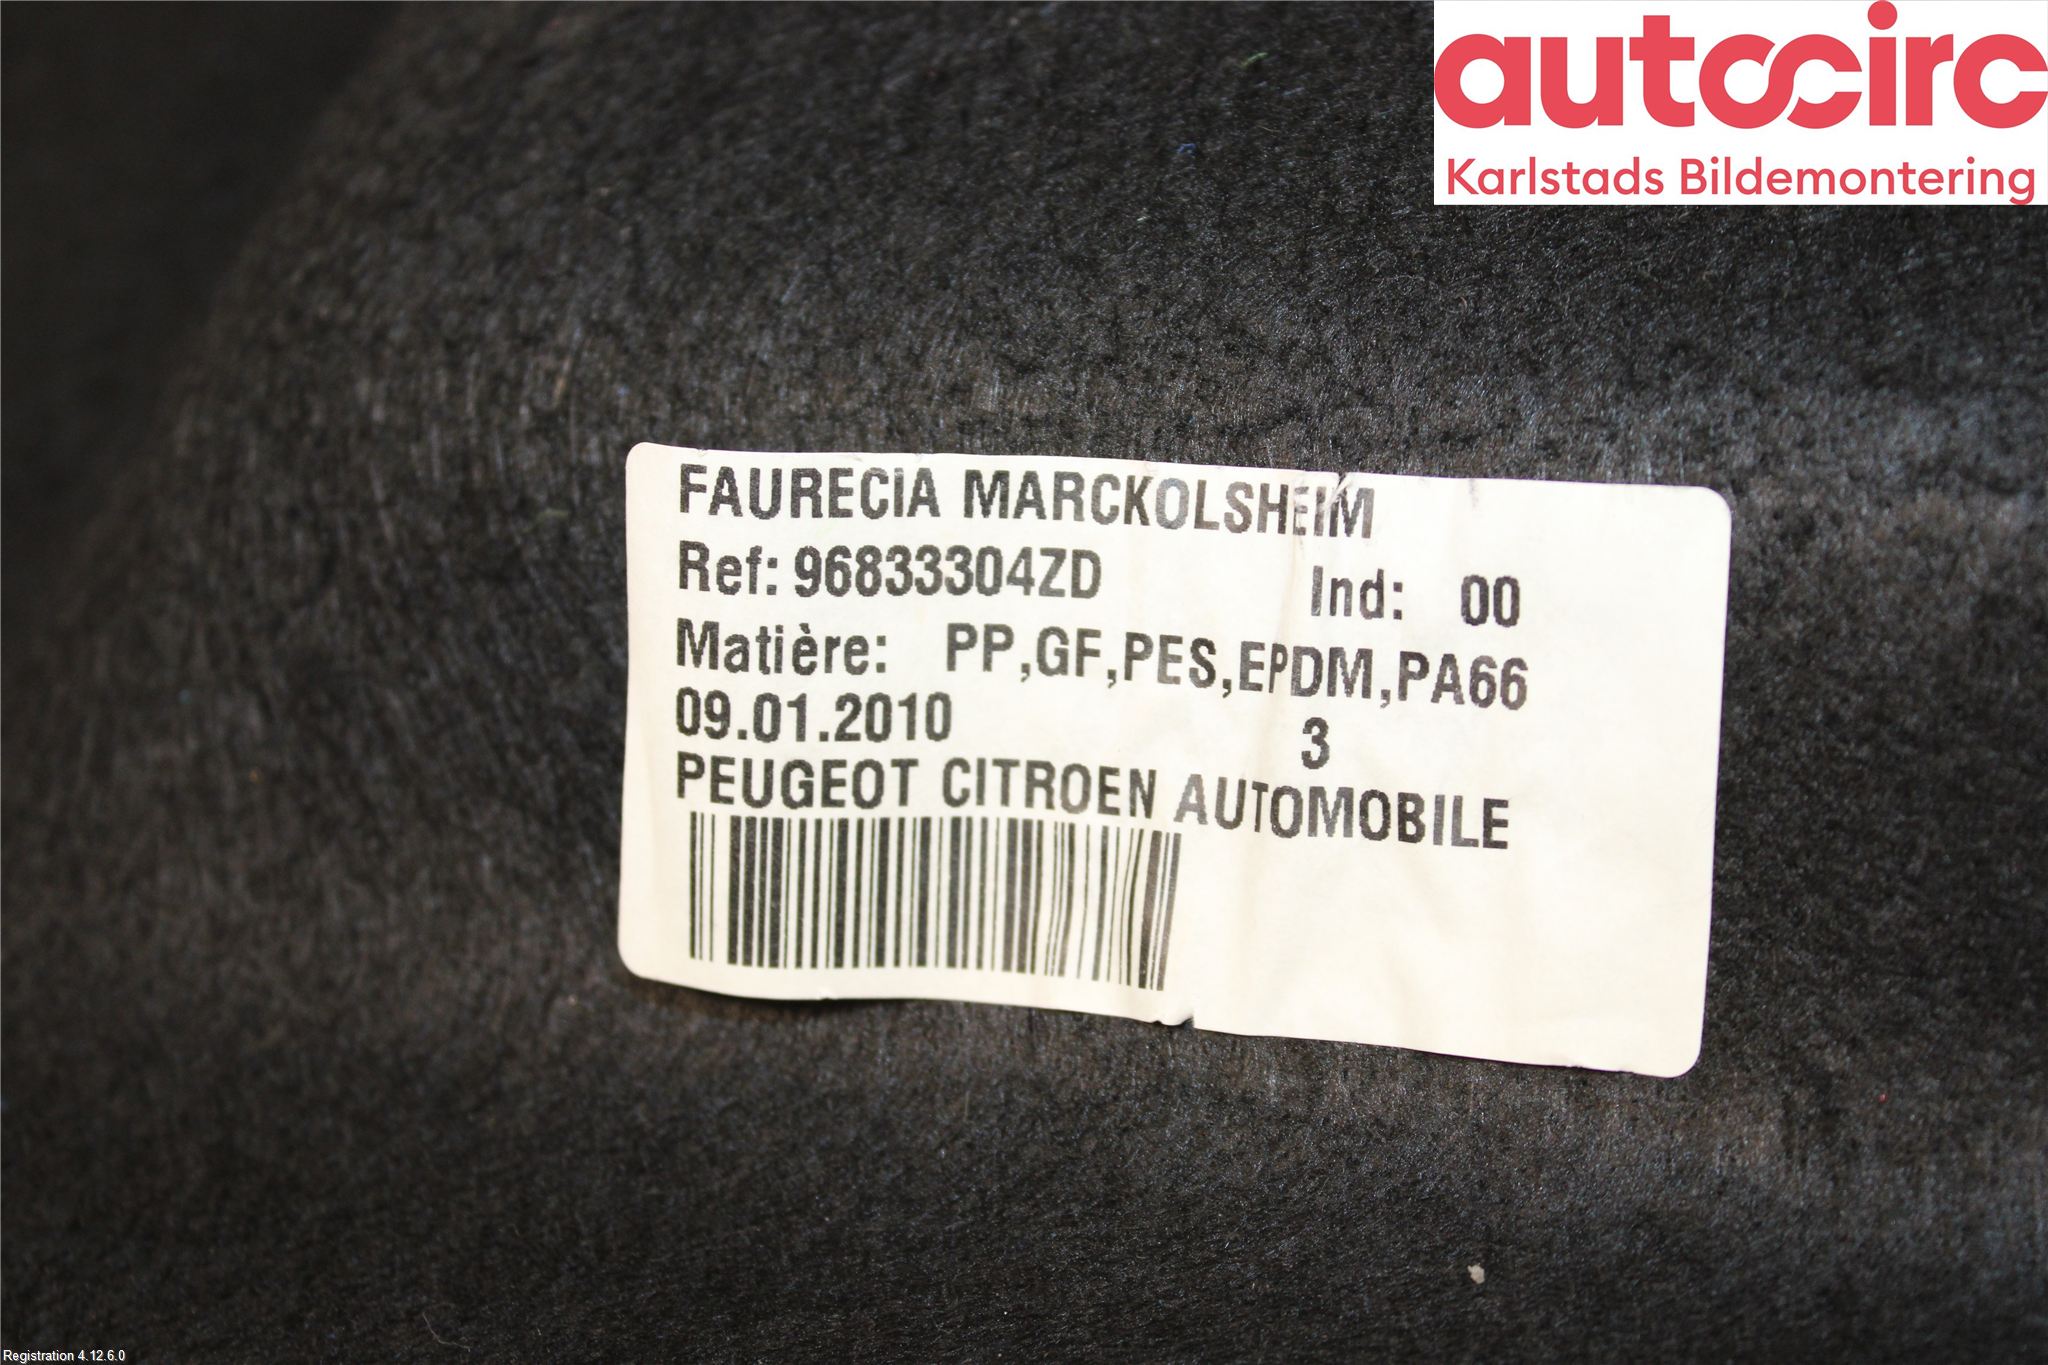 autocirc
Karlstads Bildemontering
FAURECIA MARCKOLSHEIM
Ref: 96833304ZD Ind: 00
Matière: PP,GF,PES,EPDM,PA66
09.01.2010 3
PEUGEOT CITROEN AUTOMOBILE
Registration 4.12.6.0